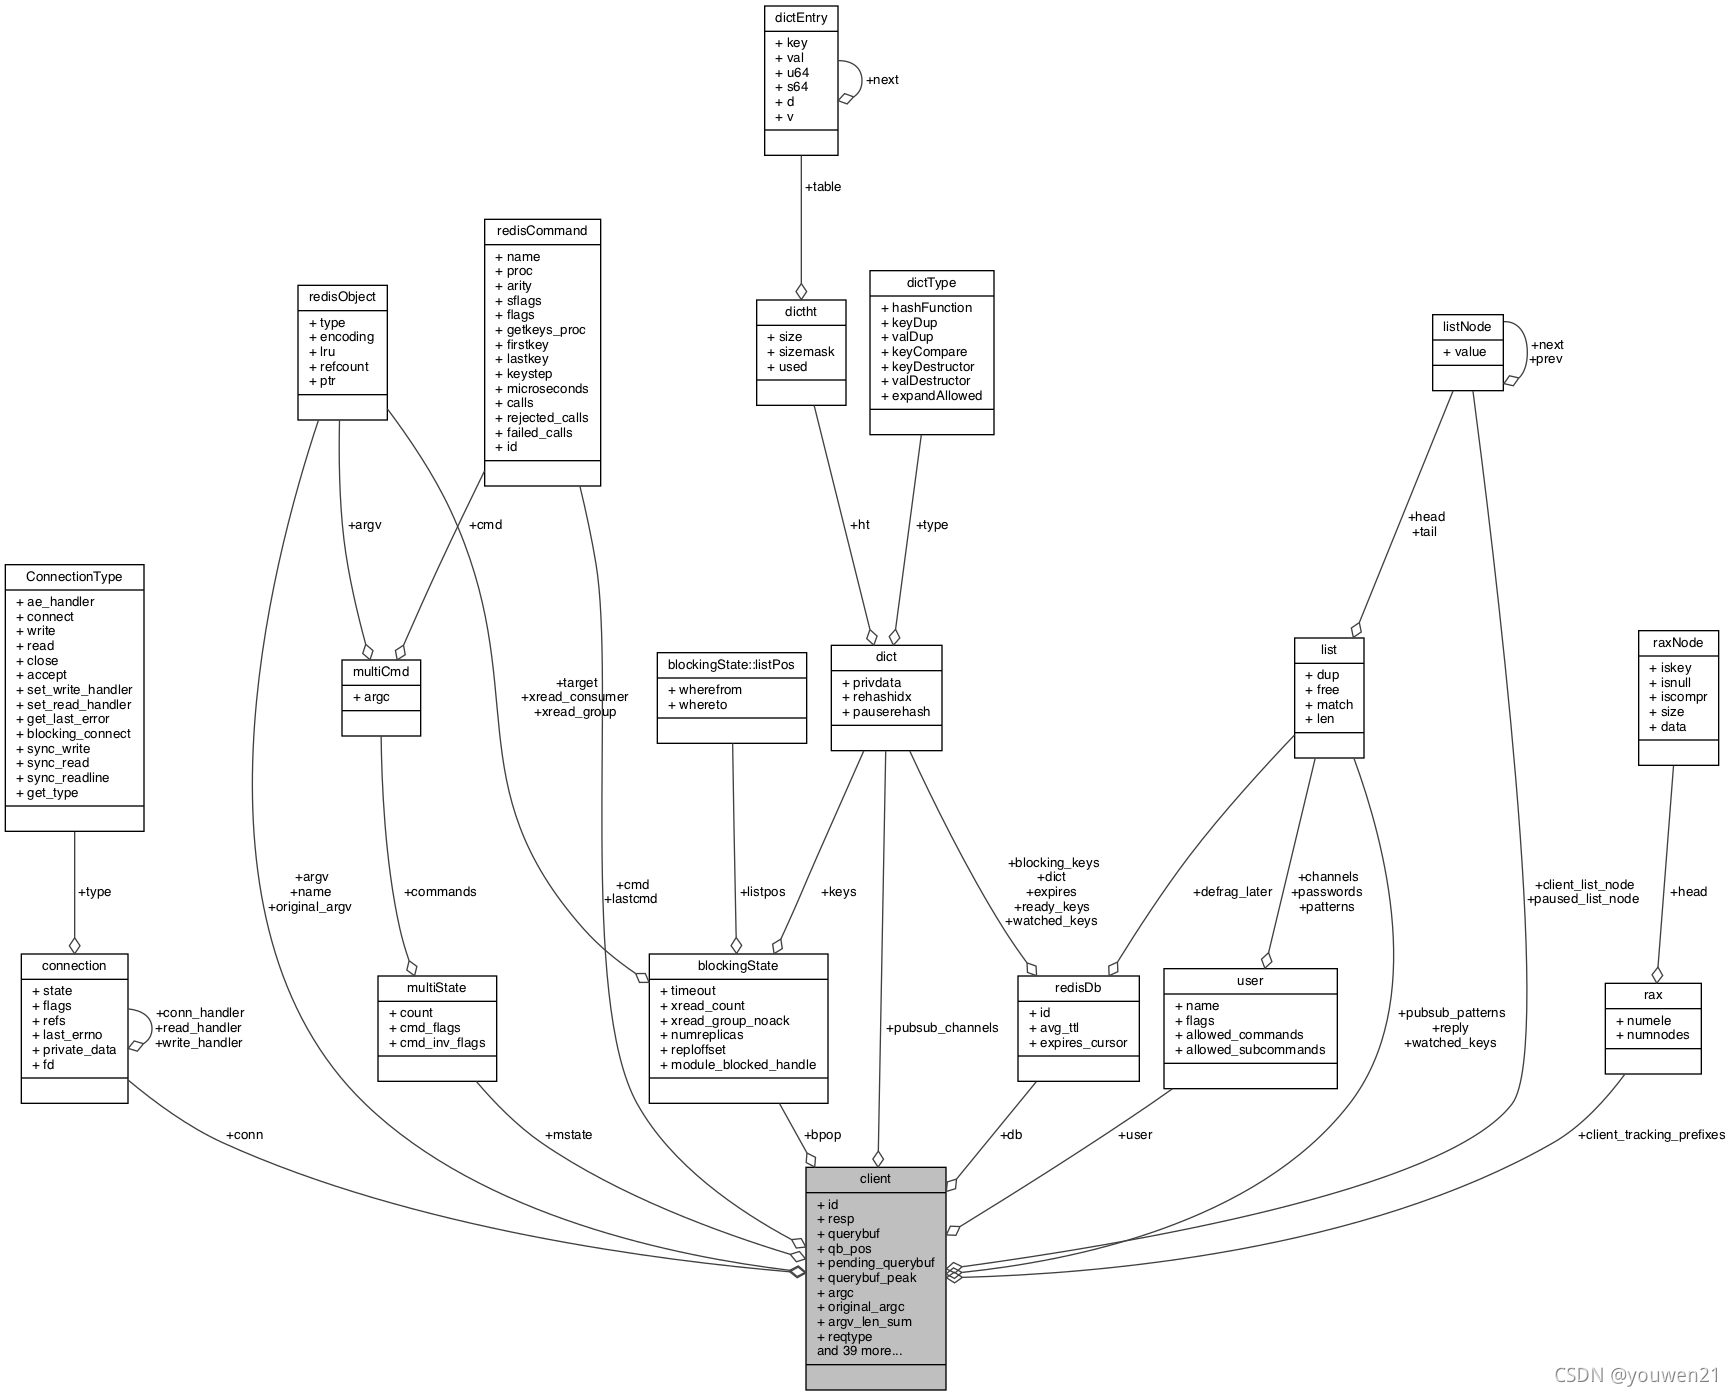 dictEntry
+ key
+ val
+ u64
+ s64
+ d
+ v
+next
+table
redisCommand
+ name
+ proc
+ arity
+ sflags
+ flags
+ getkeys_proc
+ firstkey
+ lastkey
+ keystep
+ microseconds
+ calls
+ rejected_calls
+ failed_calls
+ id
redisObject
+ type
+ encoding
+ lru
+ refcount
+ ptr
dictht
+ size
+ sizemask
+ used
dictType
+ hashFunction
+ keyDup
+ valDup
+ keyCompare
+ keyDestructor
+ valDestructor
+ expandAllowed
listNode
+ value
+next
+prev
+argv
+cmd
+ht
+type
+head
+tail
ConnectionType
+ ae_handler
+ connect
+ write
+ read
+ close
+ accept
+ set_write_handler
+ set_read_handler
+ get_last_error
+ blocking_connect
+ sync_write
+ sync_read
+ sync_readline
+ get_type
multiCmd
+ argc
+target
+xread_consumer
+xread_group
blockingState::listPos
+ wherefrom
+ whereto
dict
+ privdata
+ rehashidx
+ pauserehash
list
+ dup
+ free
+ match
+ len
raxNode
+ iskey
+ isnull
+ iscompr
+ size
+ data
+type
+argv
+name
+original_argv
+commands
+cmd
+lastcmd
+listpos
+keys
+blocking_keys
+dict
+expires
+ready_keys
+watched_keys
+defrag_later
+channels
+passwords
+patterns
+client_list_node
+paused_list_node
+head
connection
+ state
+ flags
+ refs
+ last_errno
+ private_data
+ fd
+conn_handler
+read_handler
+write_handler
multiState
+ count
+ cmd_flags
+ cmd_inv_flags
blockingState
+ timeout
+ xread_count
+ xread_group_noack
+ numreplicas
+ reploffset
+ module_blocked_handle
+pubsub_channels
redisDb
+ id
+ avg_ttl
+ expires_cursor
user
+ name
+ flags
+ allowed_commands
+ allowed_subcommands
+pubsub_patterns
+reply
+watched_keys
rax
+ numele
+ numnodes
+conn
+mstate
+bpop
+db
+user
+client_tracking_prefixes
client
+ id
+ resp
+ querybuf
+ qb_pos
+ pending_querybuf
+ querybuf_peak
+ argc
+ original_argc
+ argv_len_sum
+ reqtype
and 39 more...
CSDN @youwen21